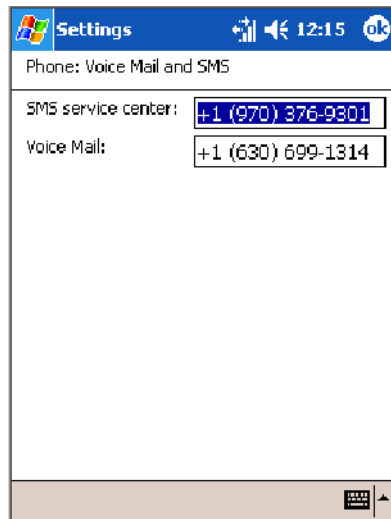 Settings 12:15 ok
Phone: Voice Mail and SMS
SMS service center: +1 (970) 376-9301
Voice Mail: +1 (630) 699-1314